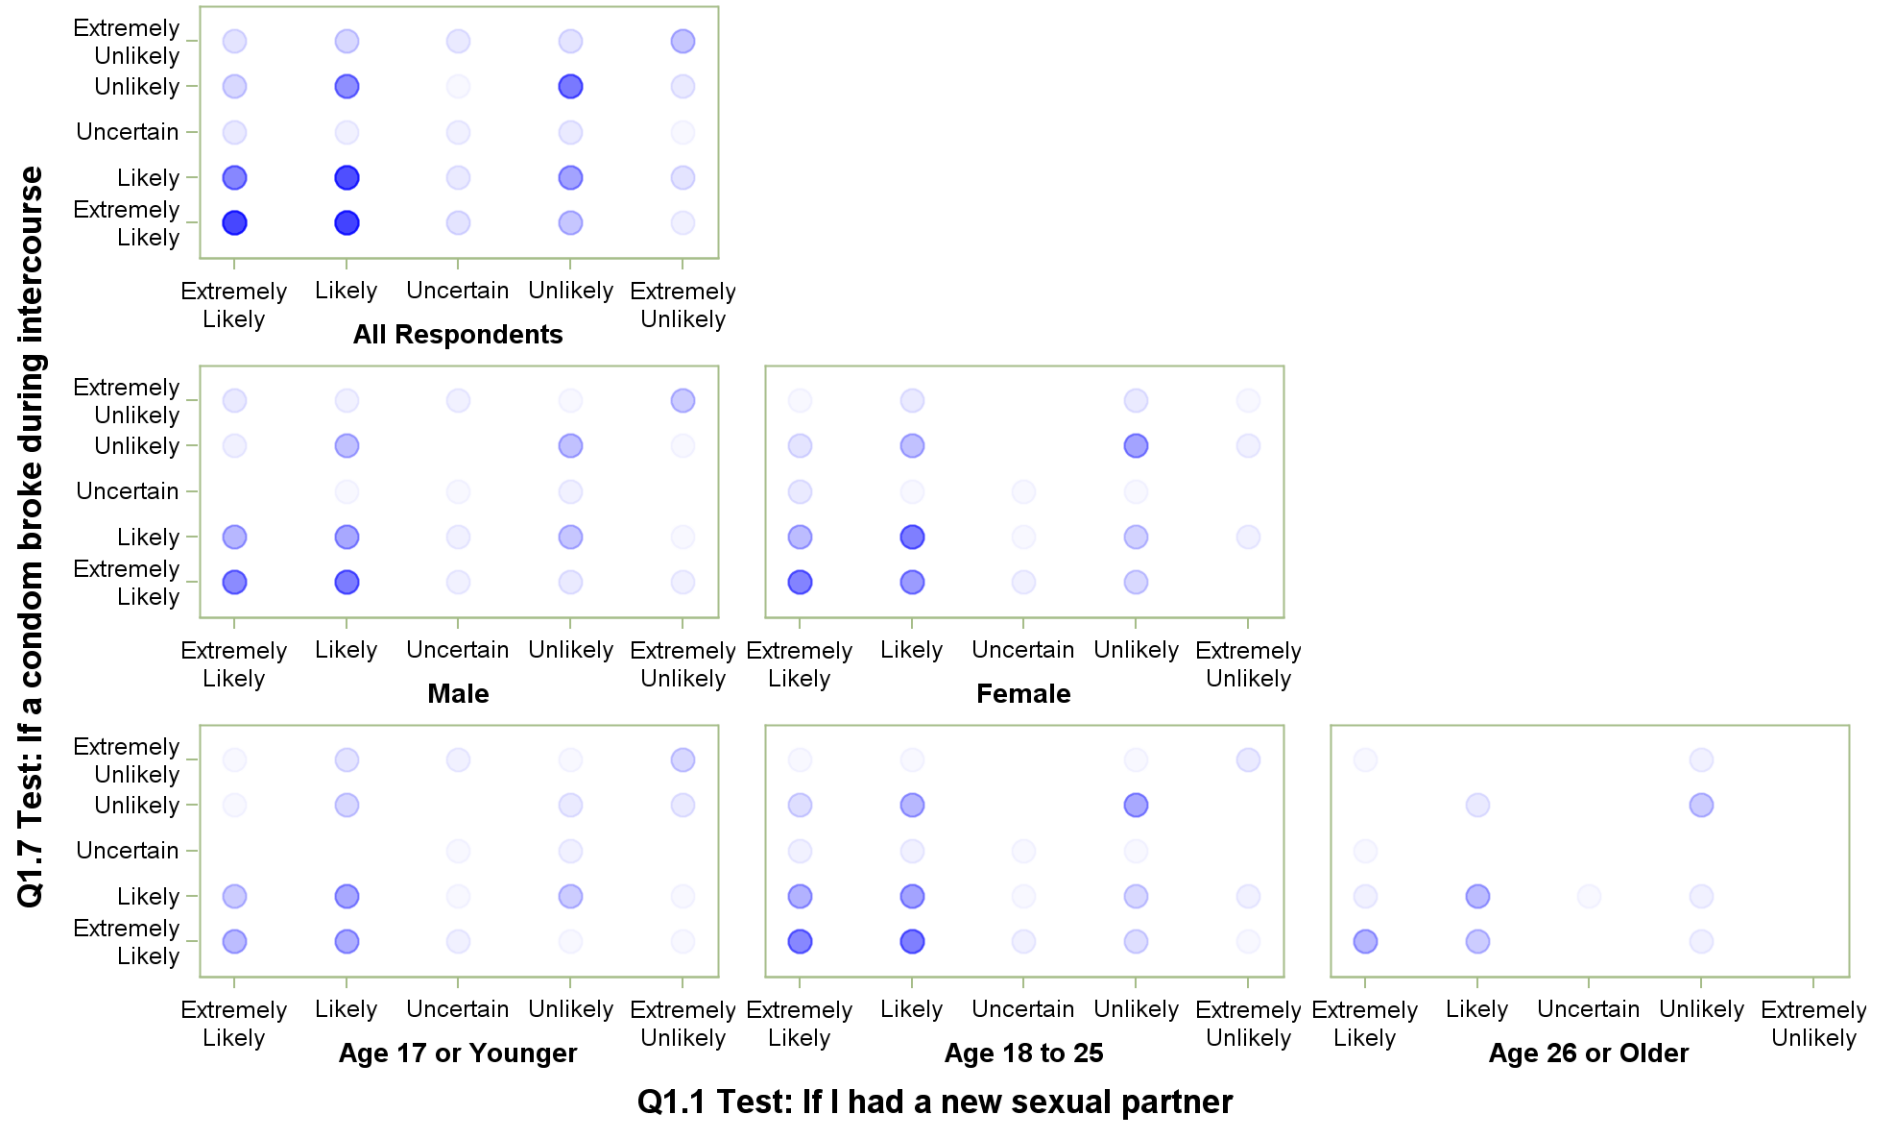 Q1.7 Test: If a condom broke during intercourse
Extremely
Unlikely
Unlikely
Uncertain
Likely
Extremely
Likely
Extremely
Likely
Likely
Uncertain
Unlikely
Extremely
Unlikely
All Respondents
Extremely
Unlikely
Unlikely
Uncertain
Likely
Extremely
Likely
Extremely
Likely
Likely
Uncertain
Unlikely
Extremely
Unlikely
Male
Extremely
Likely
Likely
Uncertain
Unlikely
Extremely
Unlikely
Female
Extremely
Unlikely
Unlikely
Uncertain
Likely
Extremely
Likely
Extremely
Likely
Likely
Uncertain
Unlikely
Extremely
Unlikely
Age 17 or Younger
Extremely
Likely
Likely
Uncertain
Unlikely
Extremely
Unlikely
Age 18 to 25
Extremely
Likely
Likely
Uncertain
Unlikely
Extremely
Unlikely
Age 26 or Older
Q1.1 Test: If I had a new sexual partner